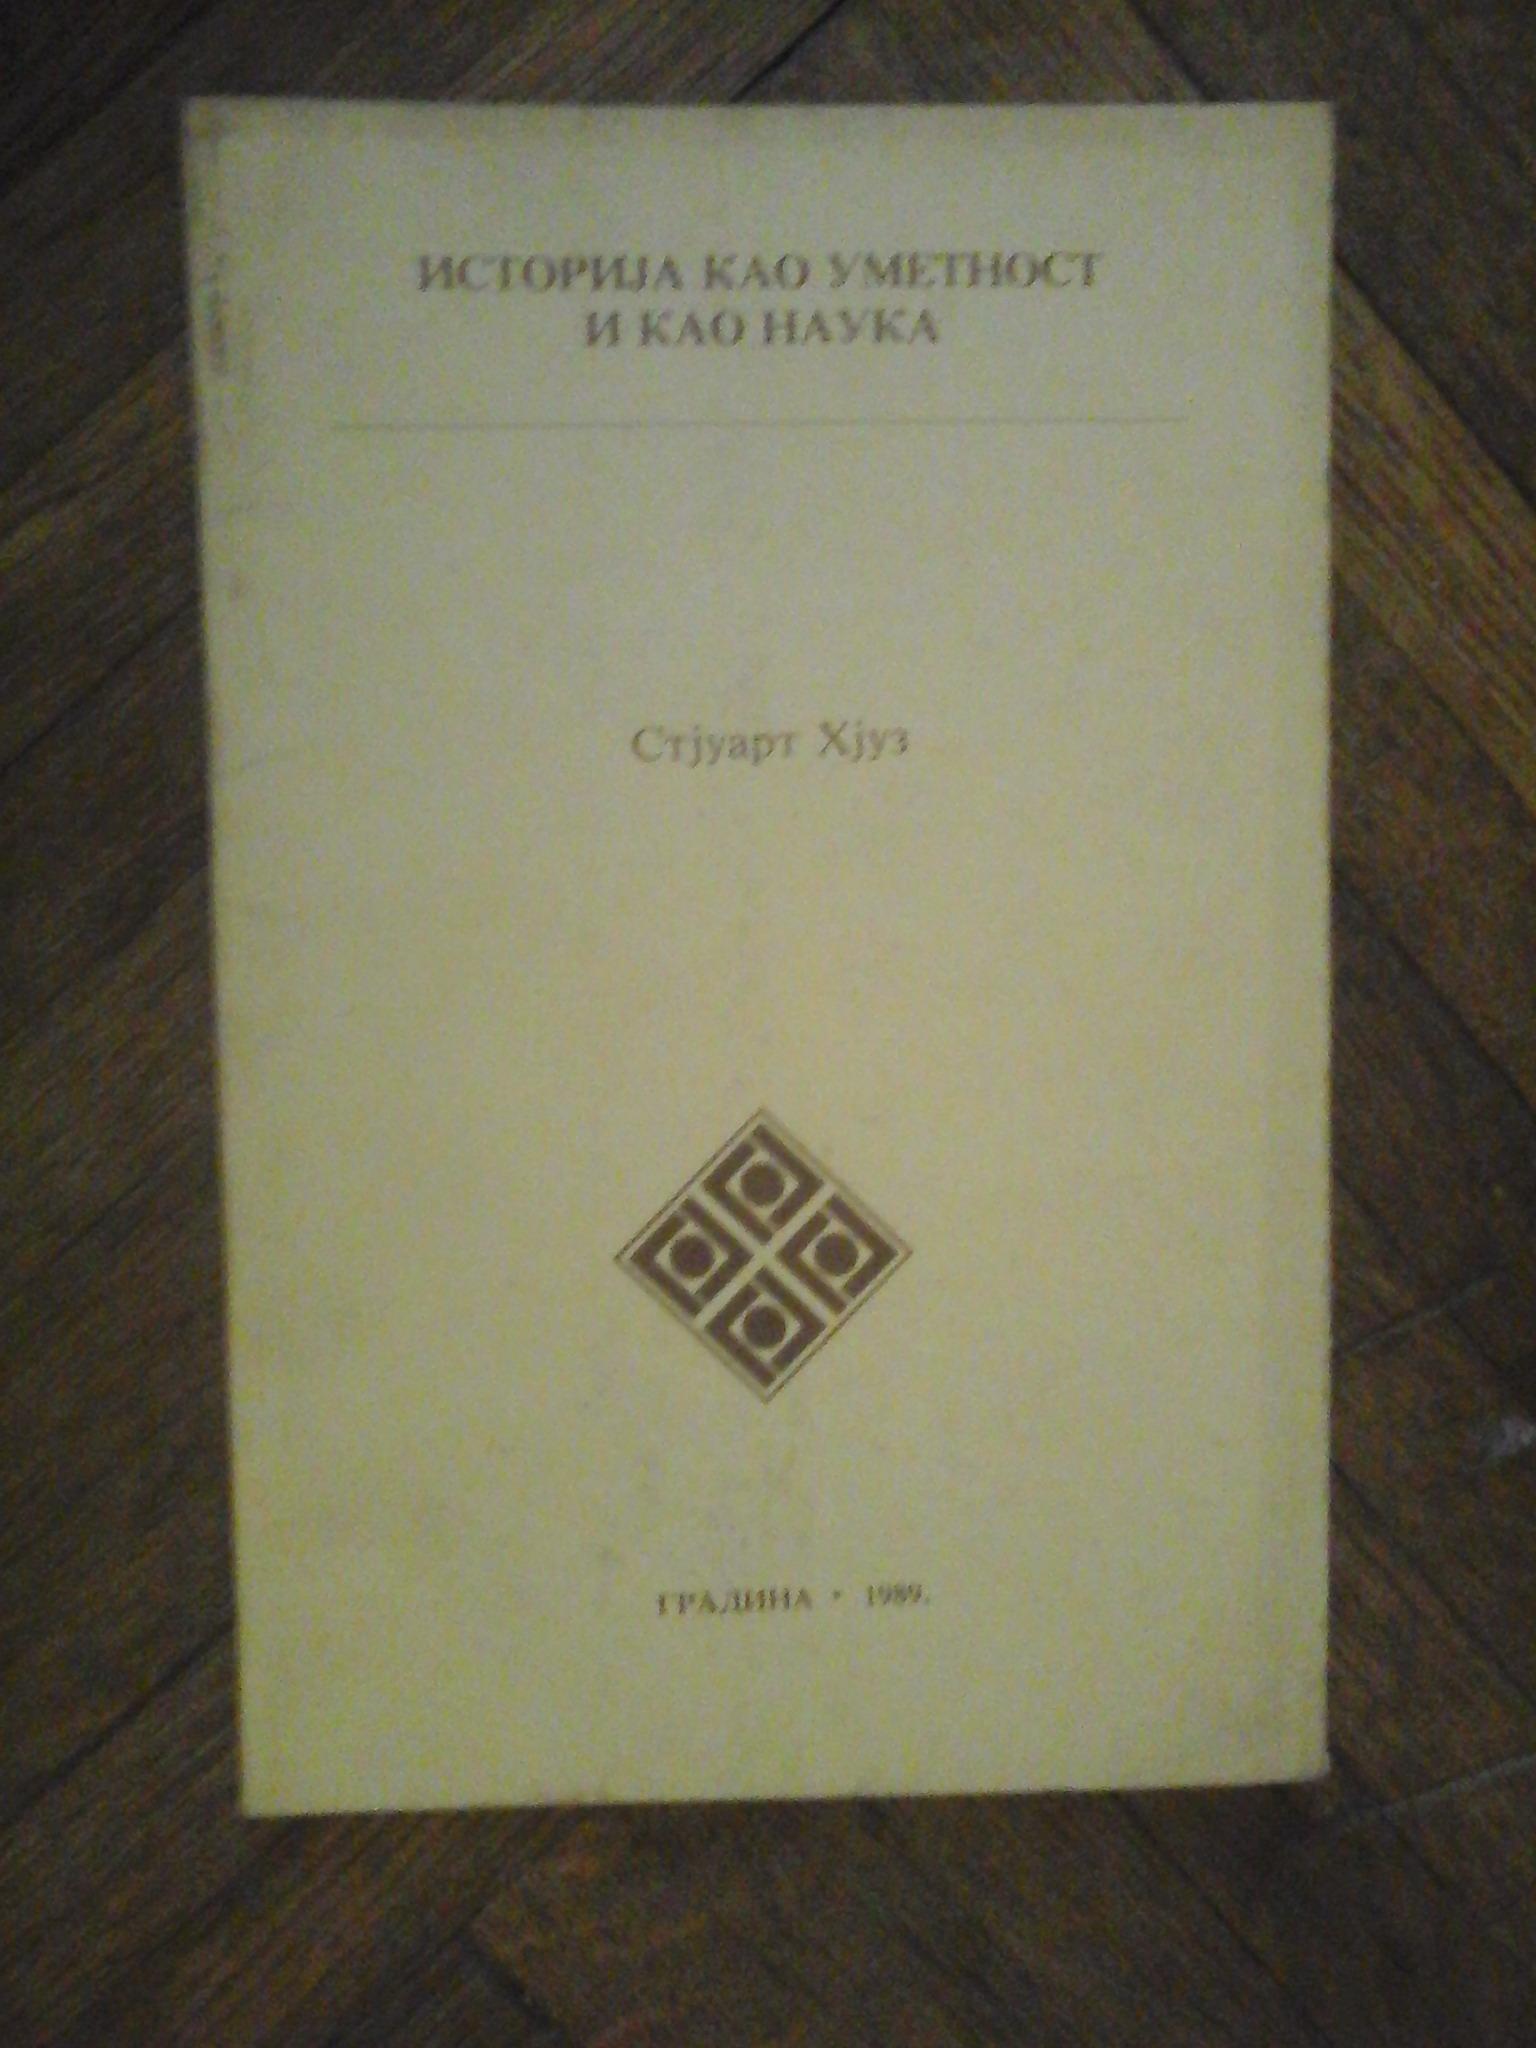 ИСТОРИЈА КАО УМЕТНОСТ
И КАО НАУКА
Стјуарт Хјуз
ГРАДИНА • 1989.